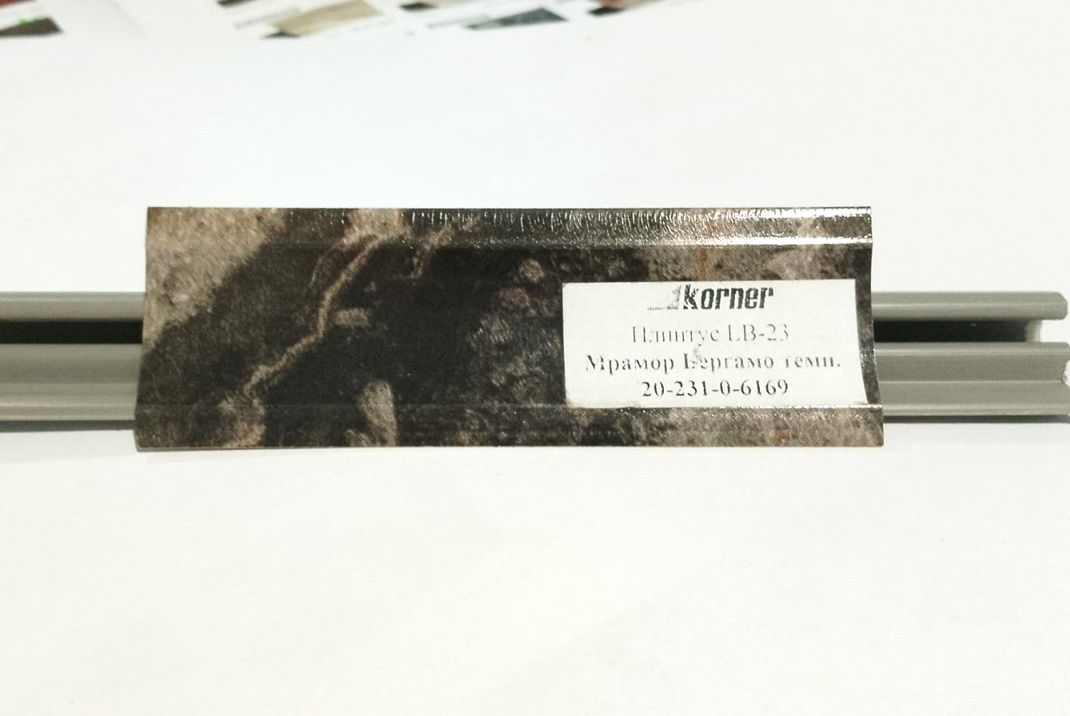 korner
Плинтус LB-23
Мрамор Бергамо темн.
20-231-0-6169